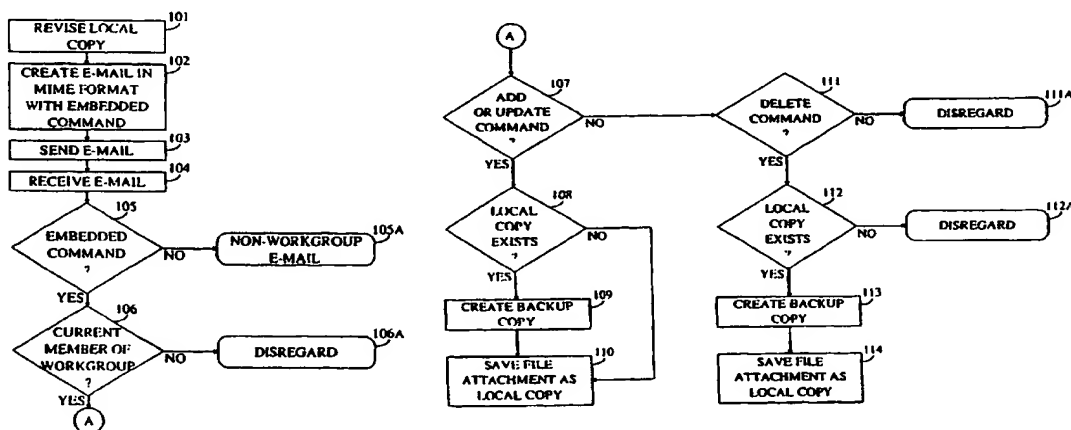 101
REVISE LOCAL
COPY
102
CREATE E-MAIL IN
MIME FORMAT
WITH EMBEDDED
COMMAND
103
SEND E-MAIL
104
RECEIVE E-MAIL
105
EMBEDDED
COMMAND
?
NO
105A
NON-WORKGROUP
E-MAIL
YES
106
CURRENT
MEMBER OF
WORKGROUP
?
NO
106A
DISREGARD
YES
A
A
107
ADD
OR UPDATE
COMMAND
?
NO
YES
108
LOCAL
COPY
EXISTS
?
NO
YES
109
CREATE BACKUP
COPY
110
SAVE FILE
ATTACHMENT AS
LOCAL COPY
111
DELETE
COMMAND
?
NO
111A
DISREGARD
YES
112
LOCAL
COPY
EXISTS
?
NO
112A
DISREGARD
YES
113
CREATE BACKUP
COPY
114
SAVE FILE
ATTACHMENT AS
LOCAL COPY